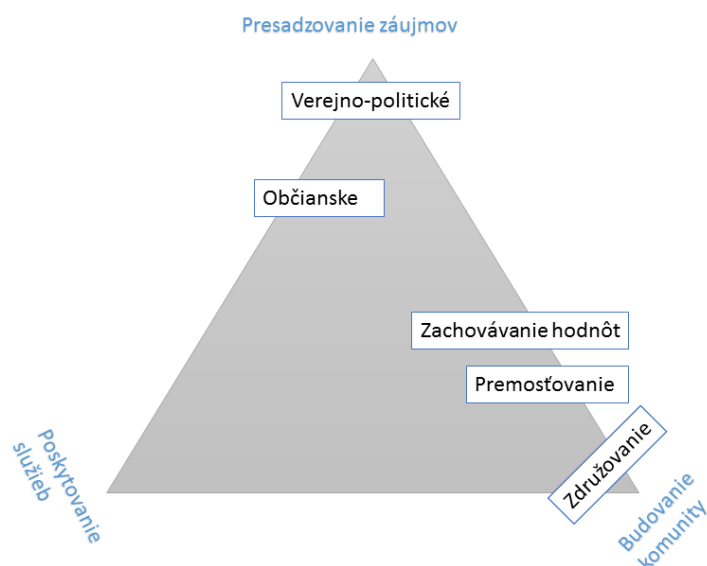 Presadzovanie záujmov
Verejno-politické
Občianske
Zachovávanie hodnôt
Premosťovanie
Združovanie
Poskytovanie
služieb
Budovanie
komunity